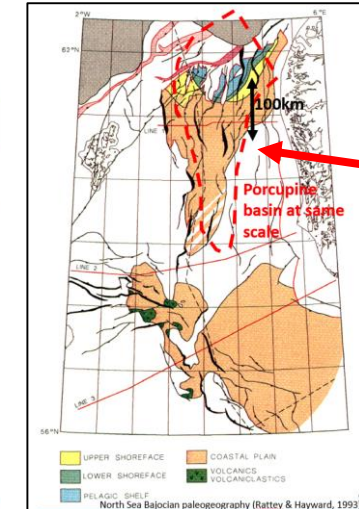 2°W
6°E
63°N
100km
LINE 1
Porcupine
basin at same
scale
LINE 2
LINE 3
56°N
UPPER SHOREFACE
COASTAL PLAIN
LOWER SHOREFACE
VOLCANICS
VOLCANICLASTICS
PELAGIC SHELF
North Sea Bajocian paleogeography (Rattey & Hayward, 1993)